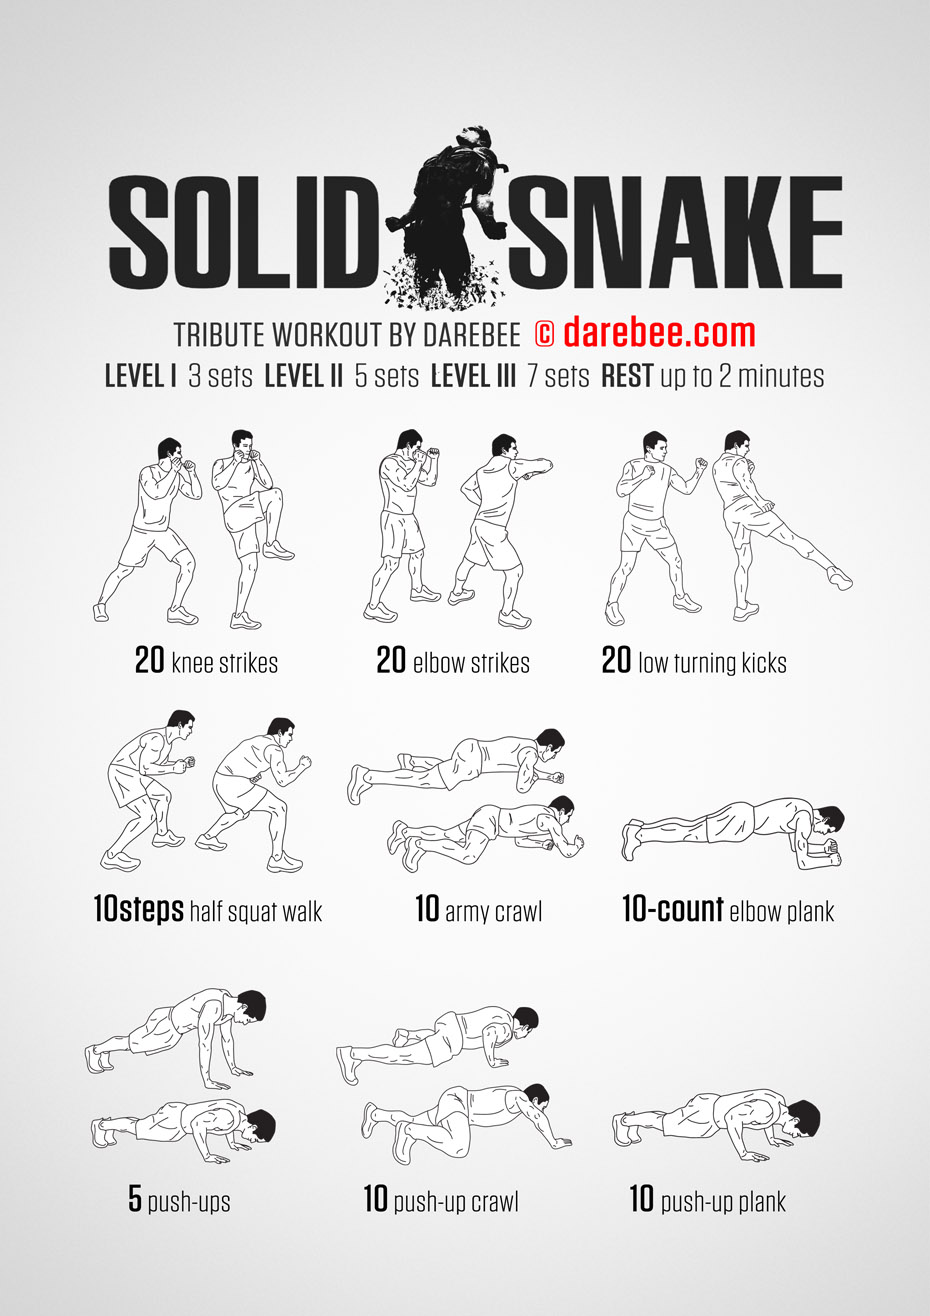 SOLID SNAKE
TRIBUTE WORKOUT BY DAREBEE © darebee.com
LEVEL I 3 sets LEVEL II 5 sets LEVEL III 7 sets REST up to 2 minutes
20 knee strikes
20 elbow strikes
20 low turning kicks
10steps half squat walk
10 army crawl
10-count elbow plank
5 push-ups
10 push-up crawl
10 push-up plank